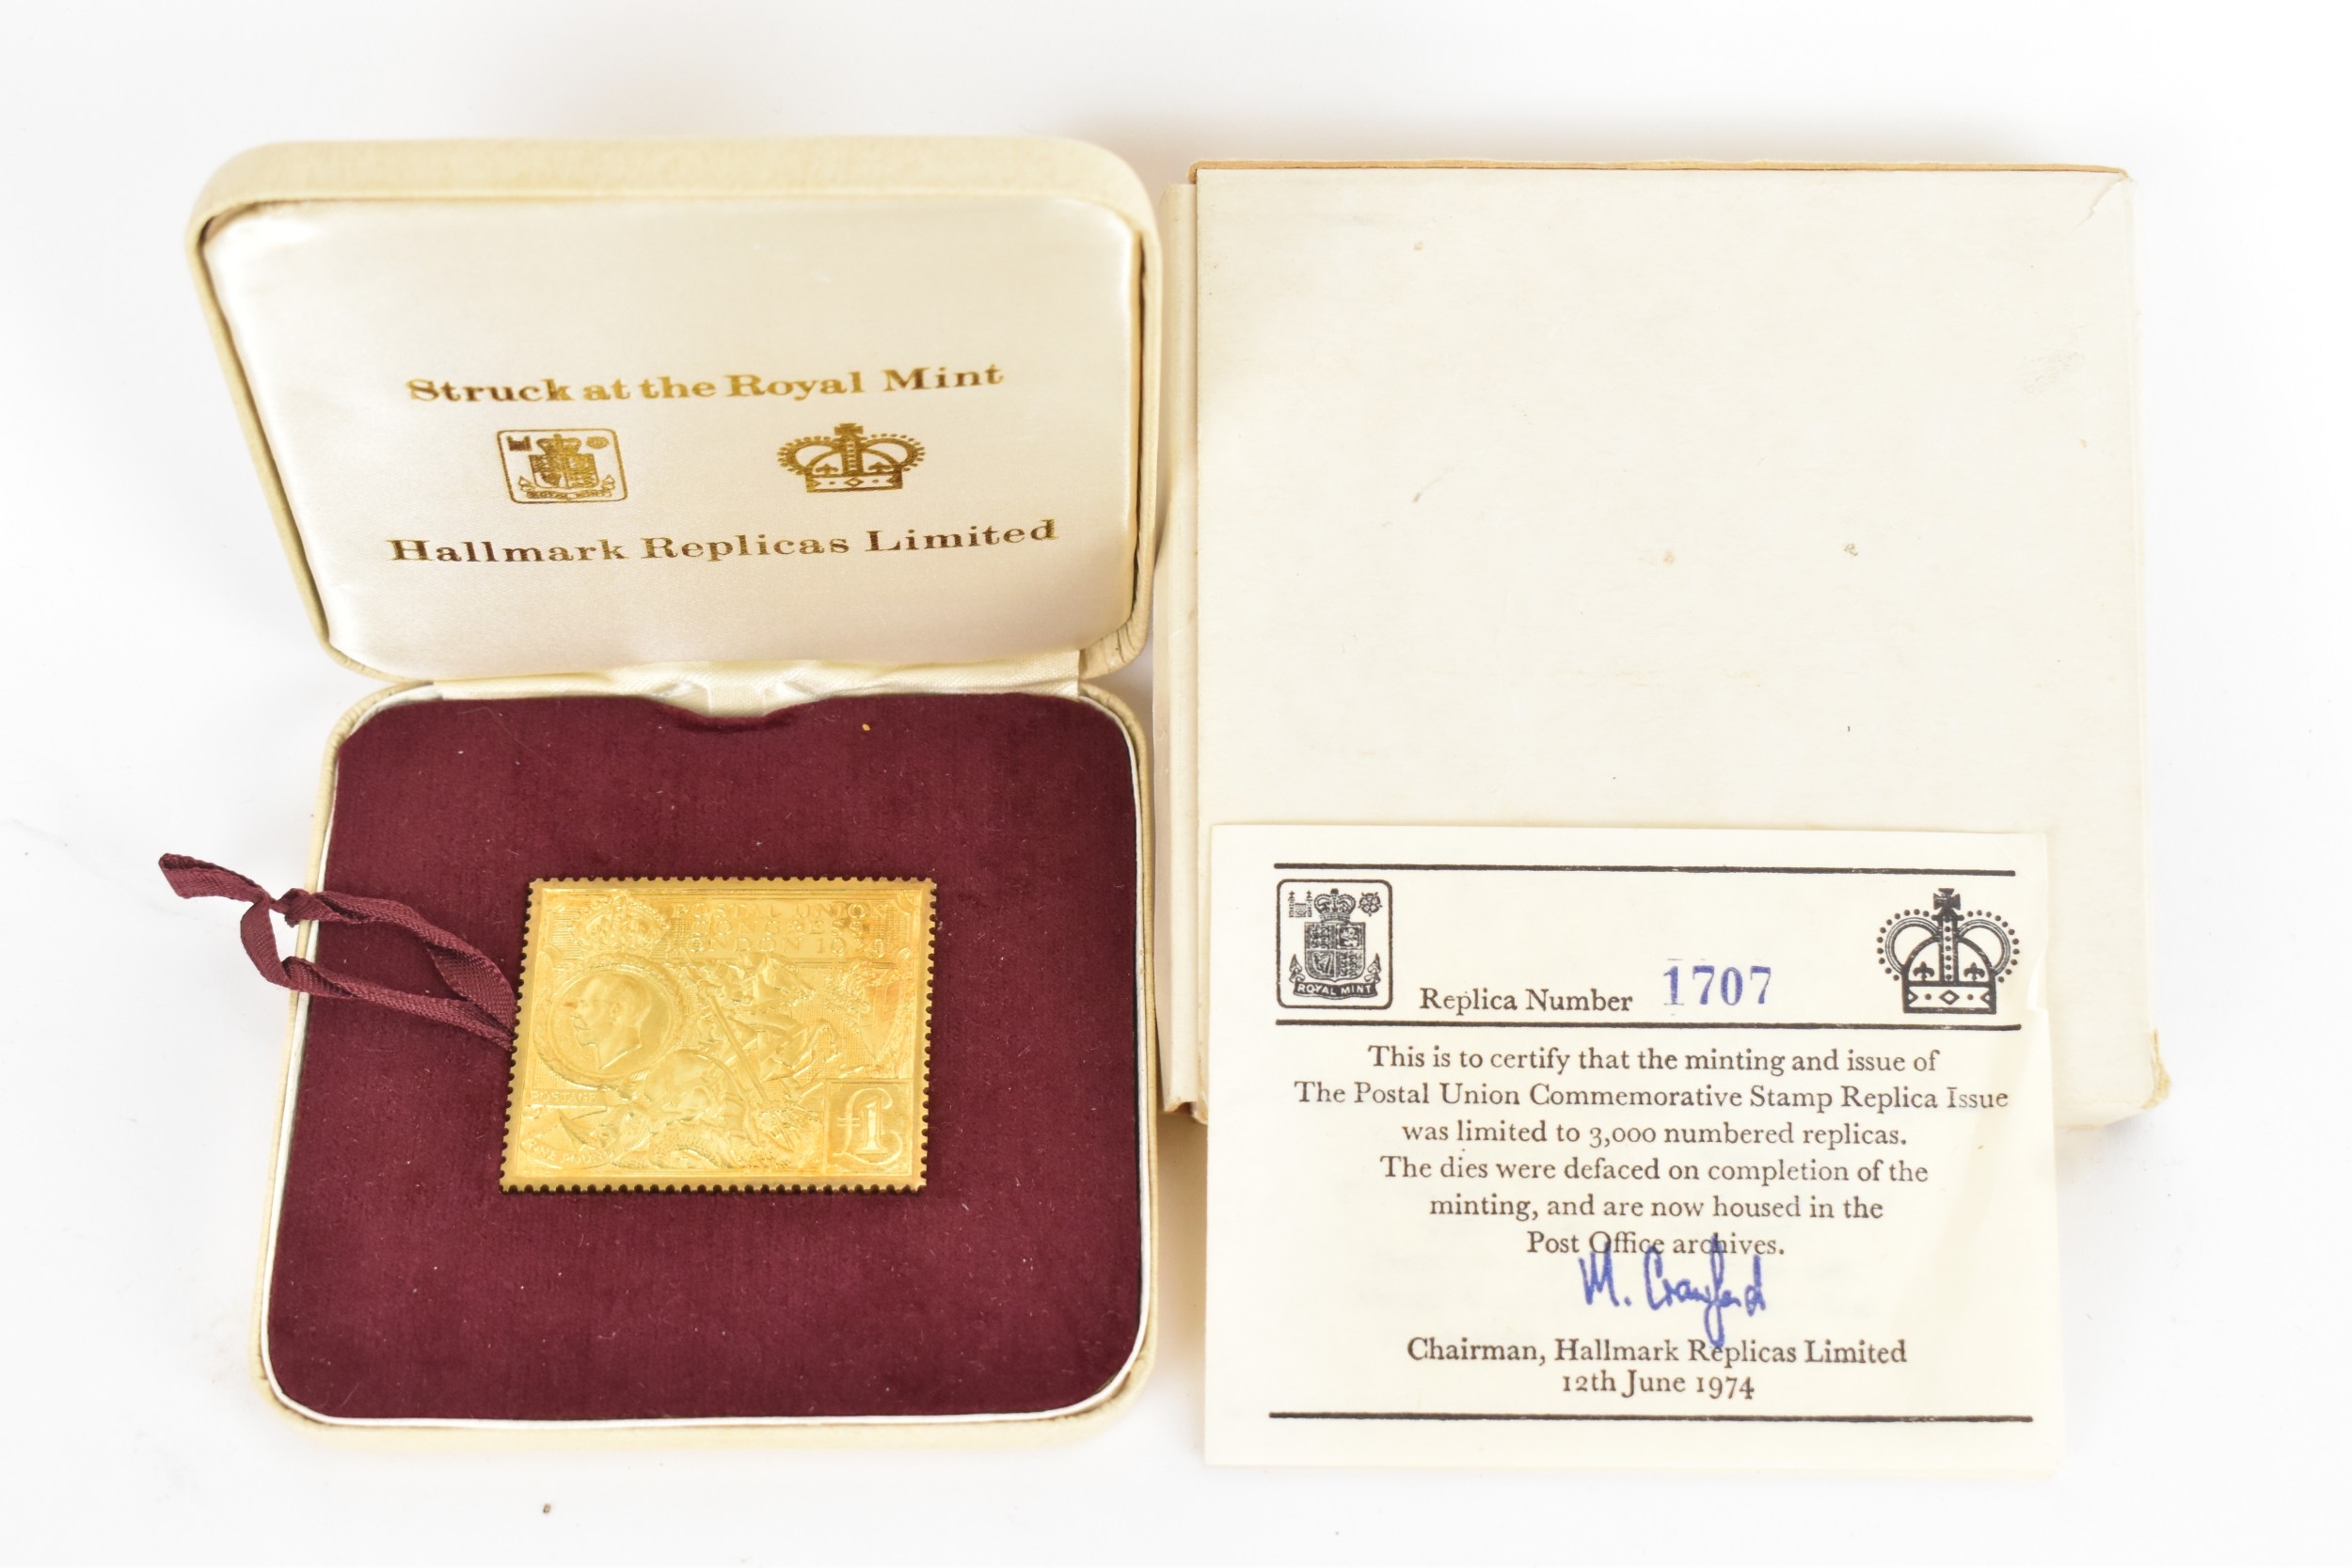 Struck at the Royal Mint
ROYAL MINT
Hallmark Replicas Limited
POSTAL UNION
CONGRESS
LONDON 1929
POSTAGE
£1
ROYAL MINT
Replica Number 1707
This is to certify that the minting and issue of
The Postal Union Commemorative Stamp Replica Issue
was limited to 3,000 numbered replicas.
The dies were defaced on completion of the
minting, and are now housed in the
Post Office archives.
M. Crawford
Chairman, Hallmark Replicas Limited
12th June 1974